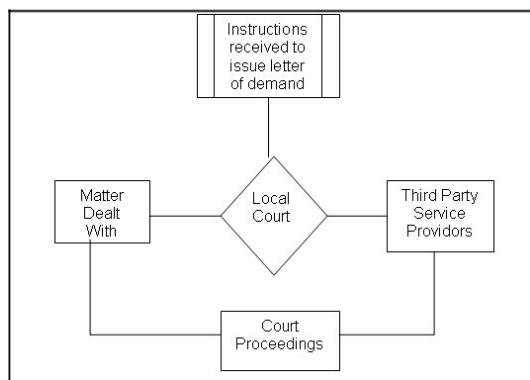 Instructions
received to
issue letter
of demand
Matter
Dealt
With
Local
Court
Third Party
Service
Providors
Court
Proceedings